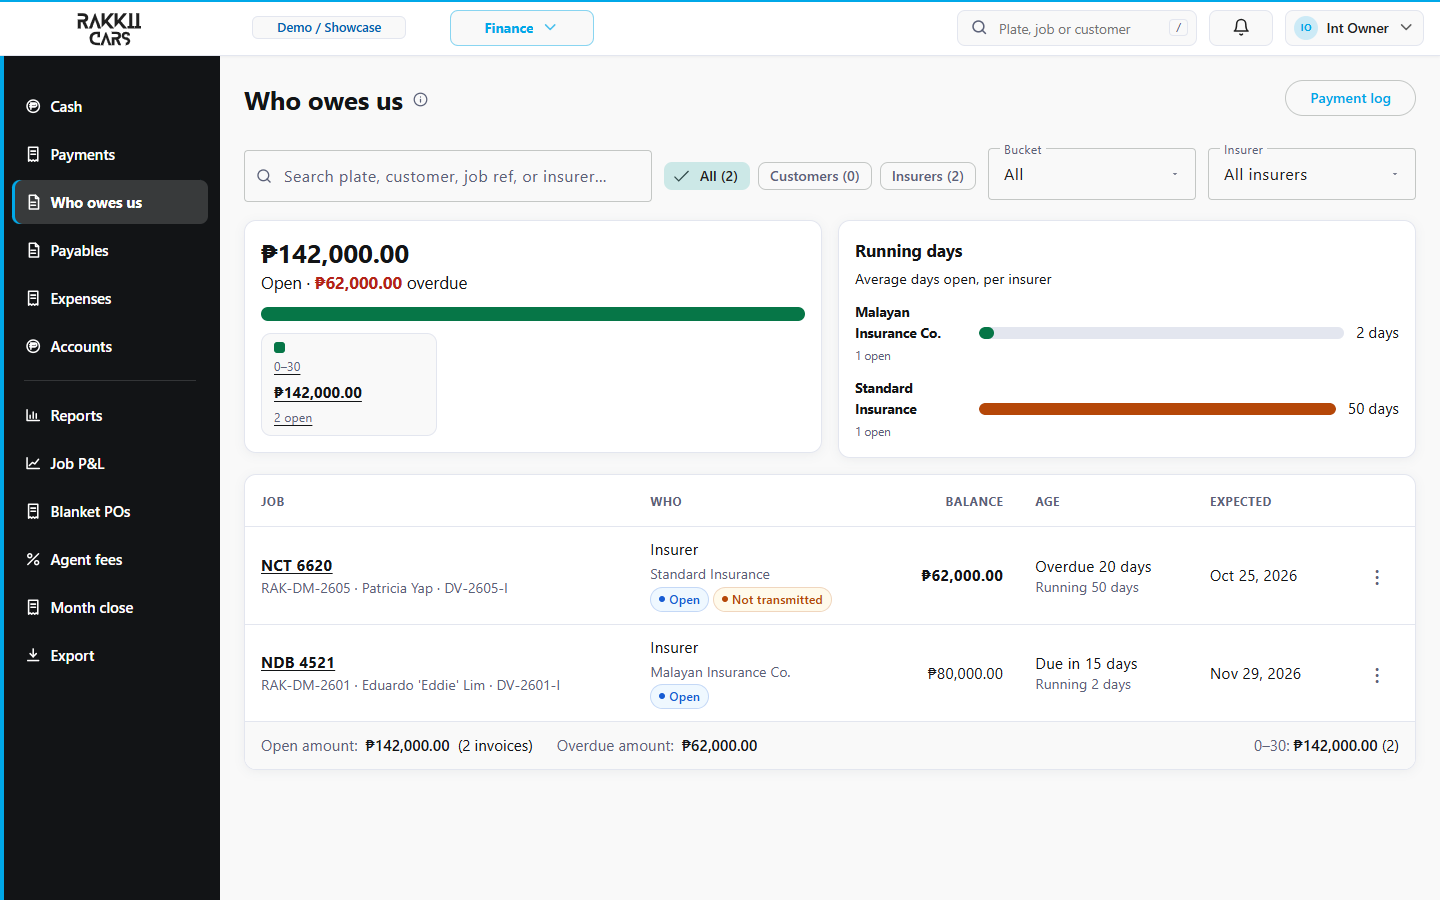 RAKKII CARS
Demo / Showcase
Finance
Plate, job or customer
/
IO
Int Owner
Cash
Payments
Who owes us
Payables
Expenses
Accounts
Reports
Job P&L
Blanket POs
Agent fees
Month close
Export
Who owes us
Payment log
Search plate, customer, job ref, or insurer...
All (2)
Customers (0)
Insurers (2)
Bucket
All
Insurer
All insurers
₱142,000.00
Open · ₱62,000.00 overdue
0–30
₱142,000.00
2 open
Running days
Average days open, per insurer
Malayan
Insurance Co.
1 open
2 days
Standard
Insurance
1 open
50 days
JOB WHO BALANCE AGE EXPECTED
NCT 6620
RAK-DM-2605 · Patricia Yap · DV-2605-I
Insurer
Standard Insurance
Open
Not transmitted
₱62,000.00
Overdue 20 days
Running 50 days
Oct 25, 2026
NDB 4521
RAK-DM-2601 · Eduardo 'Eddie' Lim · DV-2601-I
Insurer
Malayan Insurance Co.
Open
₱80,000.00
Due in 15 days
Running 2 days
Nov 29, 2026
Open amount: ₱142,000.00 (2 invoices) Overdue amount: ₱62,000.00 0–30: ₱142,000.00 (2)